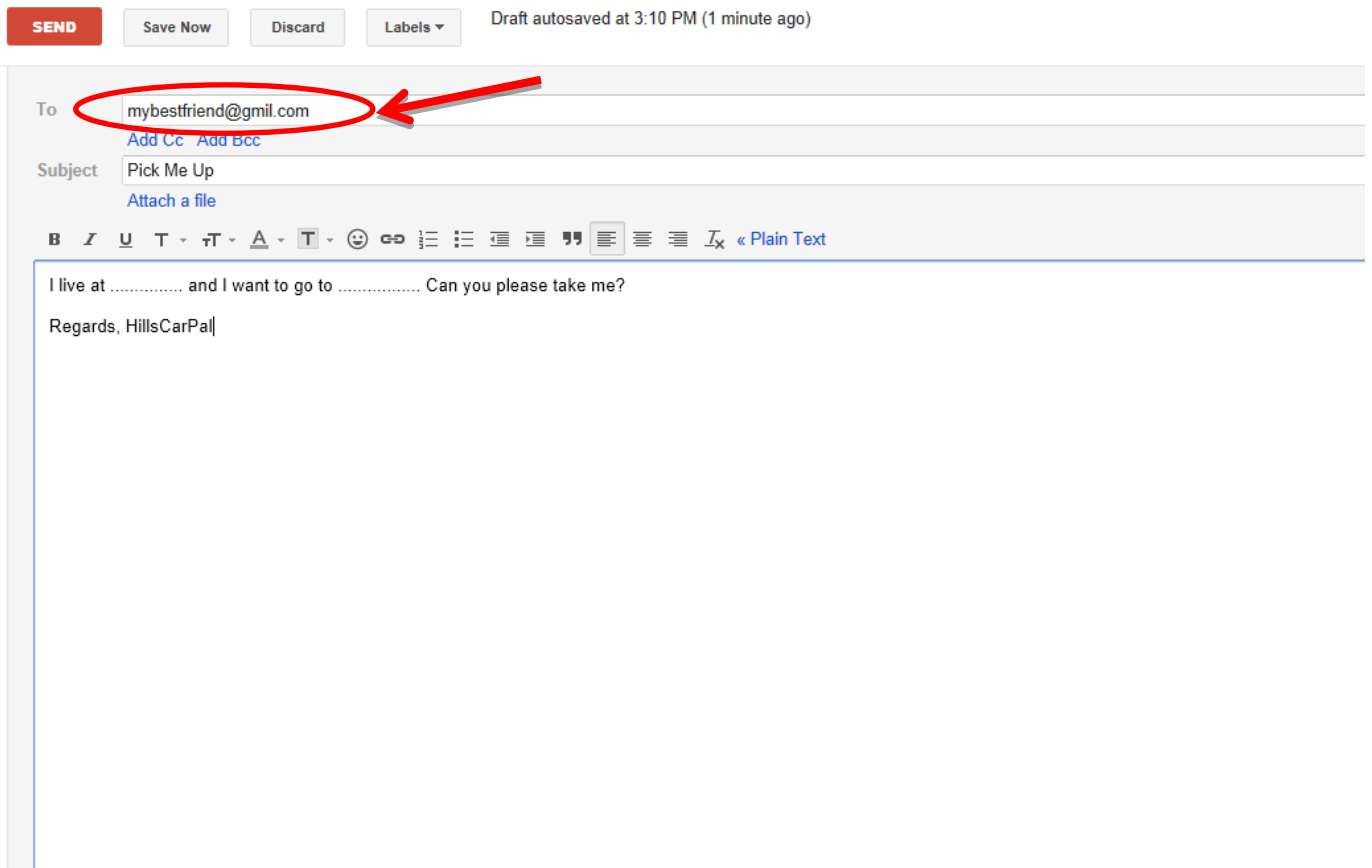 SEND Save Now Discard Labels Draft autosaved at 3:10 PM (1 minute ago)
To mybestfriend@gmil.com
Add Cc Add Bcc
Subject Pick Me Up
Attach a file
B I U T тT A T T « Plain Text
I live at ............... and I want to go to ................. Can you please take me?
Regards, HillsCarPal